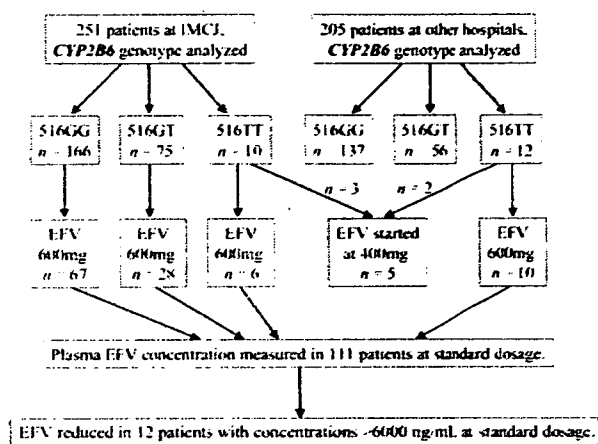 251 patients at IMCJ.
CYP2B6 genotype analyzed
205 patients at other hospitals.
CYP2B6 genotype analyzed
516GG
n = 166
516GT
n = 75
516TT
n = 10
516GG
n = 137
516GT
n = 56
516TT
n = 12
n = 3
n = 2
EFV
600mg
n = 67
EFV
600mg
n = 28
EFV
600mg
n = 6
EFV started
at 400mg
n = 5
EFV
600mg
n = 10
Plasma EFV concentration measured in 111 patients at standard dosage.
EFV reduced in 12 patients with concentrations 6000 ng/mL at standard dosage.